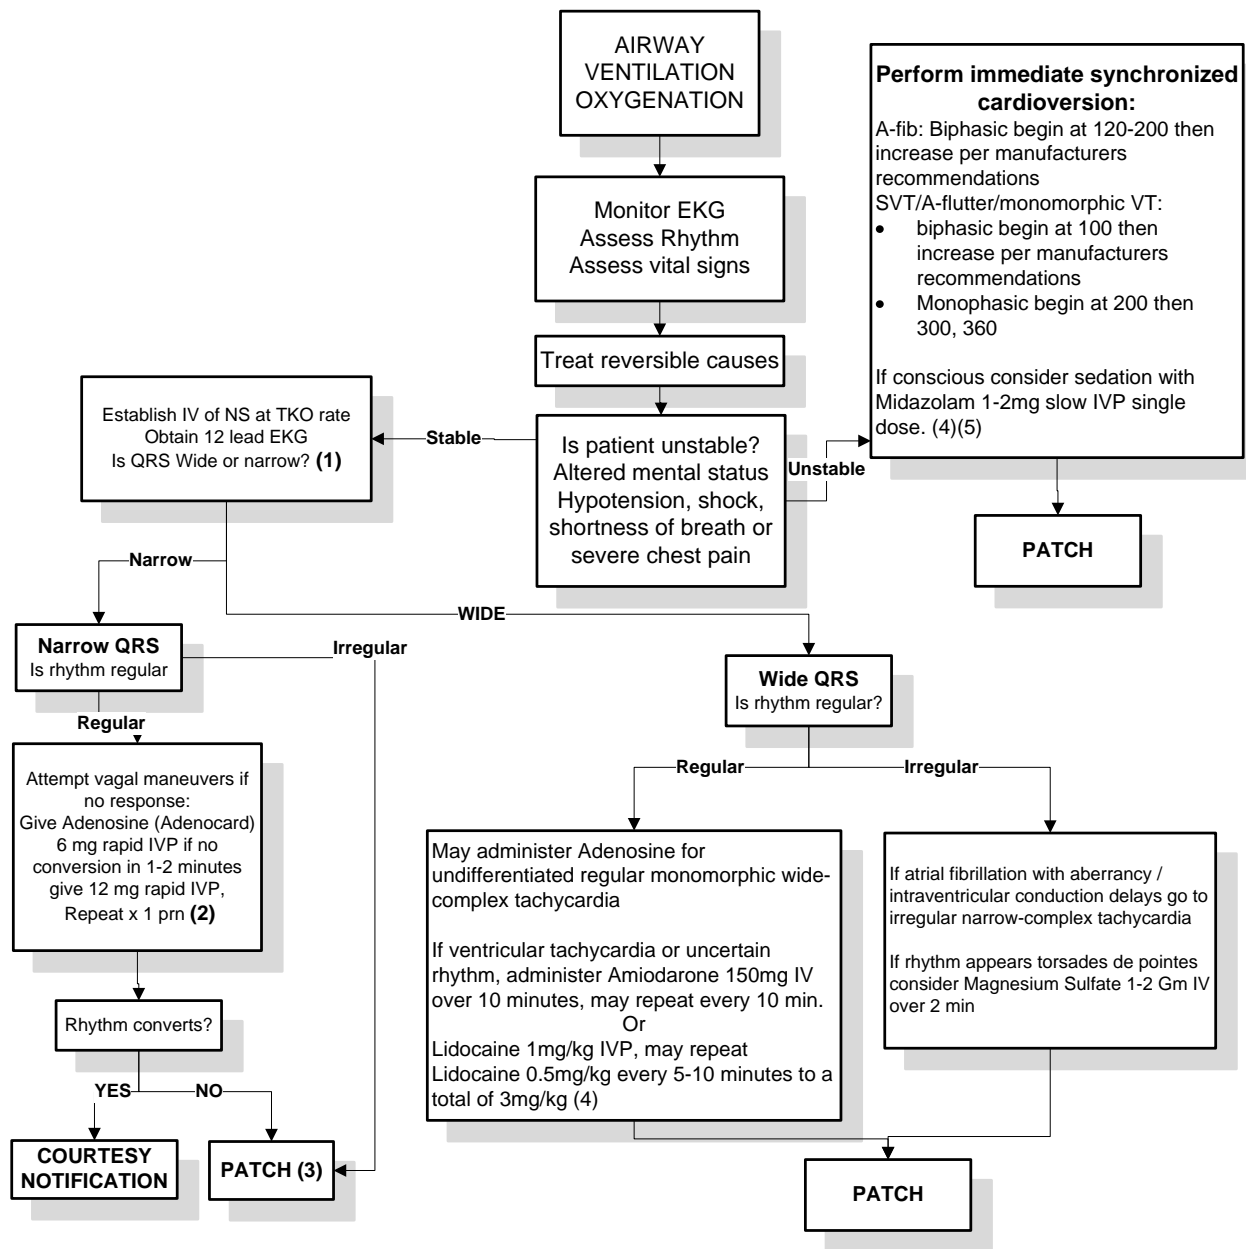 AIRWAY
VENTILATION
OXYGENATION
Monitor EKG
Assess Rhythm
Assess vital signs
Treat reversible causes
Is patient unstable?
Altered mental status
Hypotension, shock,
shortness of breath or
severe chest pain
Unstable
Perform immediate synchronized
cardioversion:
A-fib: Biphasic begin at 120-200 then
increase per manufacturers
recommendations
SVT/A-flutter/monomorphic VT:
• biphasic begin at 100 then
increase per manufacturers
recommendations
• Monophasic begin at 200 then
300, 360
If conscious consider sedation with
Midazolam 1-2mg slow IVP single
dose. (4)(5)
PATCH
Stable
Establish IV of NS at TKO rate
Obtain 12 lead EKG
Is QRS Wide or narrow? (1)
Narrow
WIDE
Narrow QRS
Is rhythm regular
Irregular
Regular
Attempt vagal maneuvers if
no response:
Give Adenosine (Adenocard)
6 mg rapid IVP if no
conversion in 1-2 minutes
give 12 mg rapid IVP,
Repeat x 1 prn (2)
Rhythm converts?
YES
NO
COURTESY
NOTIFICATION
PATCH (3)
Wide QRS
Is rhythm regular?
Regular
Irregular
May administer Adenosine for
undifferentiated regular monomorphic wide-
complex tachycardia
If ventricular tachycardia or uncertain
rhythm, administer Amiodarone 150mg IV
over 10 minutes, may repeat every 10 min.
Or
Lidocaine 1mg/kg IVP, may repeat
Lidocaine 0.5mg/kg every 5-10 minutes to a
total of 3mg/kg (4)
If atrial fibrillation with aberrancy /
intraventricular conduction delays go to
irregular narrow-complex tachycardia
If rhythm appears torsades de pointes
consider Magnesium Sulfate 1-2 Gm IV
over 2 min
PATCH